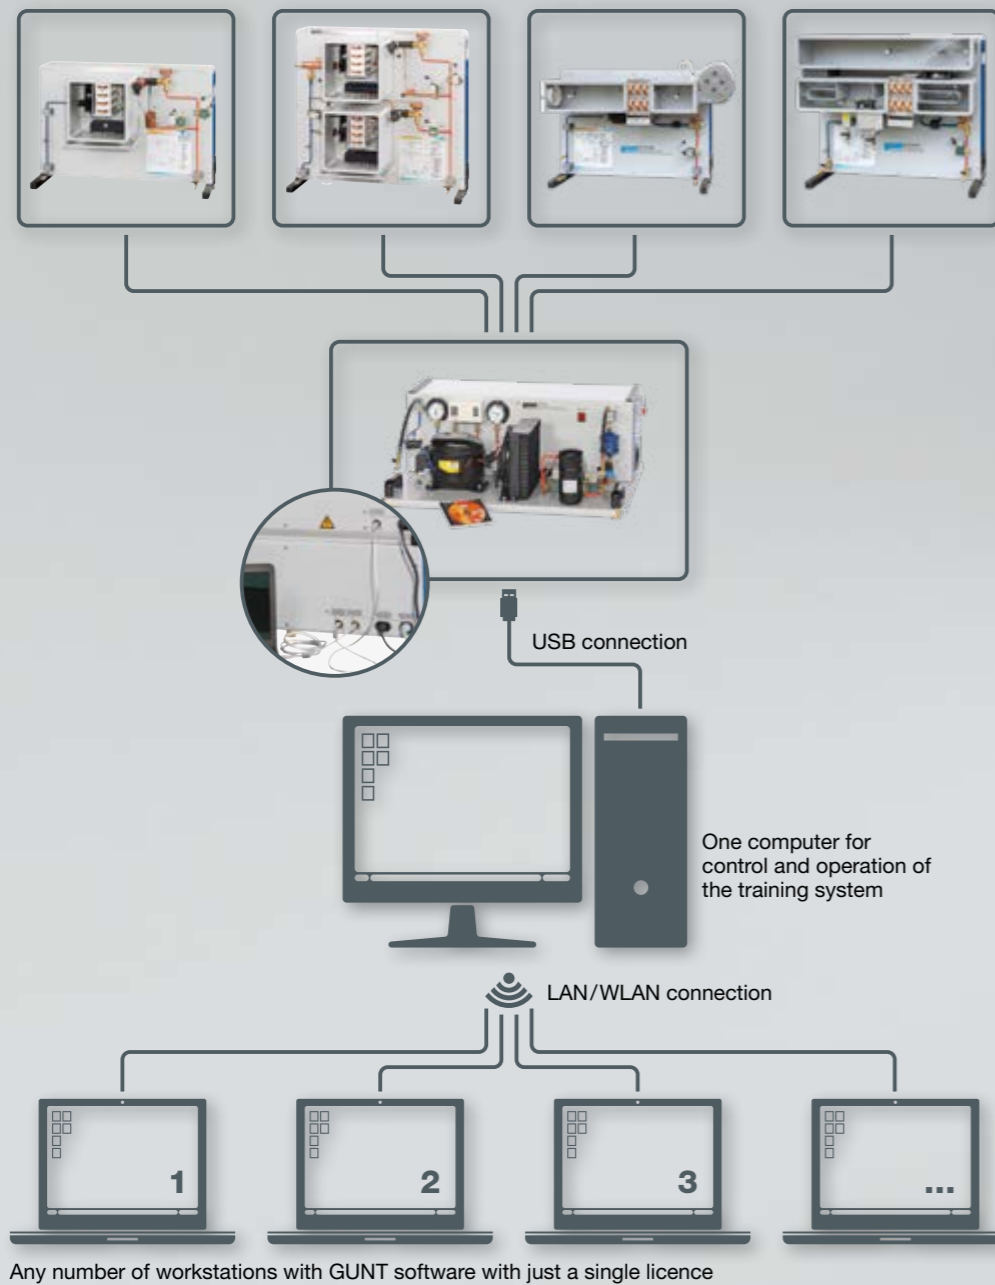 USB connection
One computer for
control and operation of
the training system
LAN/WLAN connection
1
2
3
...
Any number of workstations with GUNT software with just a single licence